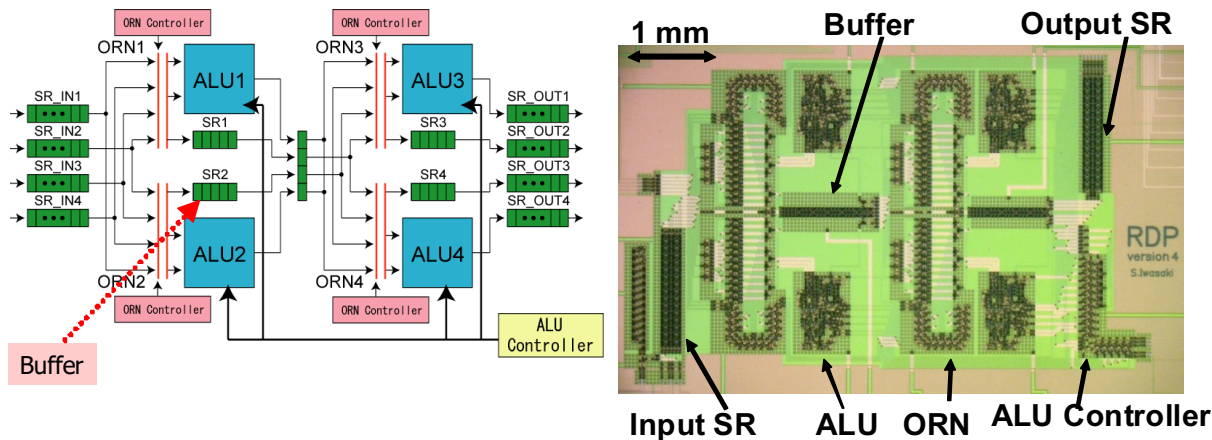 ORN Controller
ORN Controller
ORN1
ORN3
ALU1
ALU3
SR_IN1
SR_IN2
SR_IN3
SR_IN4
SR1
SR3
SR_OUT1
SR_OUT2
SR_OUT3
SR_OUT4
SR2
SR4
ALU2
ALU4
ORN2
ORN4
ORN Controller
ORN Controller
ALU
Controller
Buffer
1 mm
Buffer
Output SR
RDP
version 4
S.Iwasaki
Input SR
ALU
ORN
ALU Controller